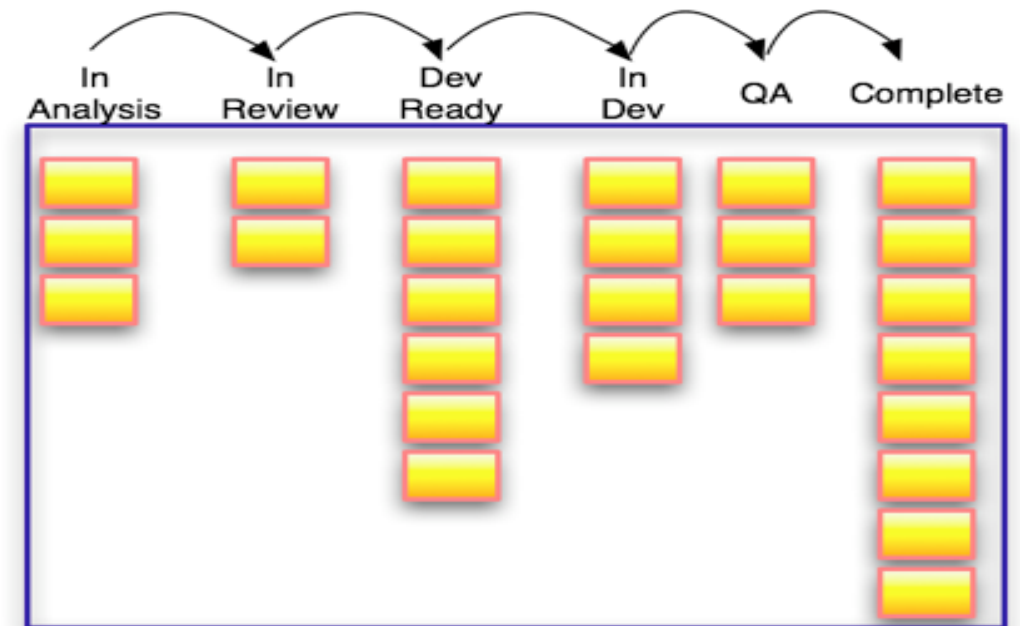 In
Analysis
In
Review
Dev
Ready
In
Dev
QA
Complete